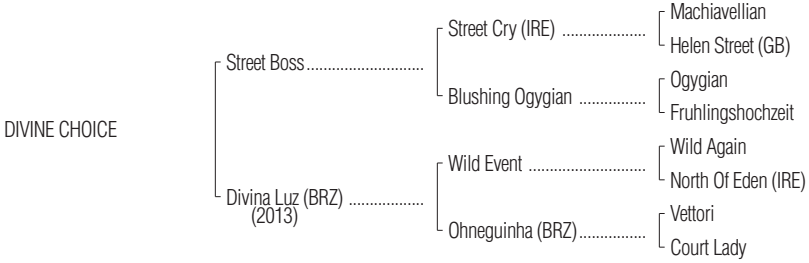 DIVINE CHOICE
Street Boss
Divina Luz (BRZ)
(2013)
Street Cry (IRE)
Blushing Ogygian
Wild Event
Ohneguinha (BRZ)
Machiavellian
Helen Street (GB)
Ogygian
Fruhlingshochzeit
Wild Again
North Of Eden (IRE)
Vettori
Court Lady